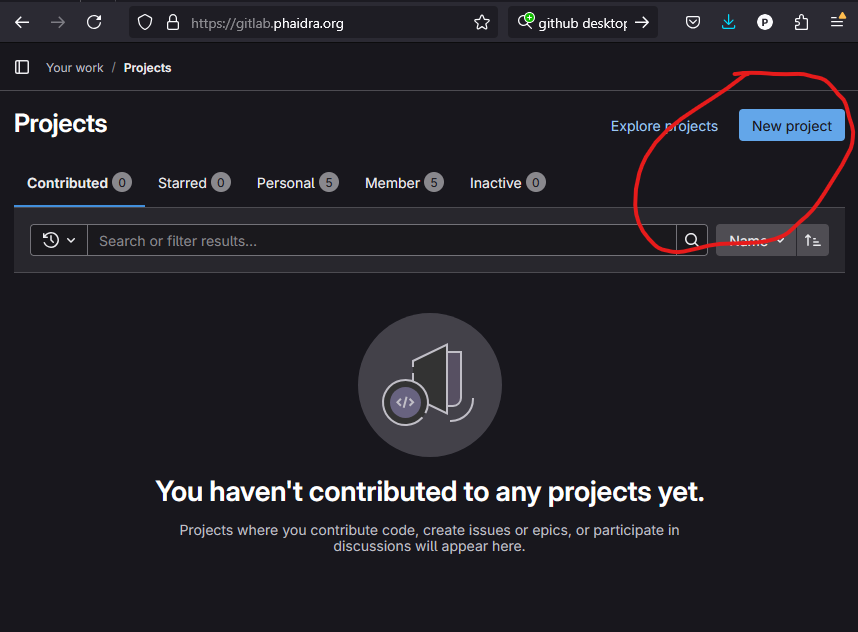 https://gitlab.phaidra.org
github desktop
P
Your work / Projects
Projects
Explore projects
New project
Contributed 0
Starred 0
Personal 5
Member 5
Inactive 0
Search or filter results...
Name
</>
You haven't contributed to any projects yet.
Projects where you contribute code, create issues or epics, or participate in
discussions will appear here.